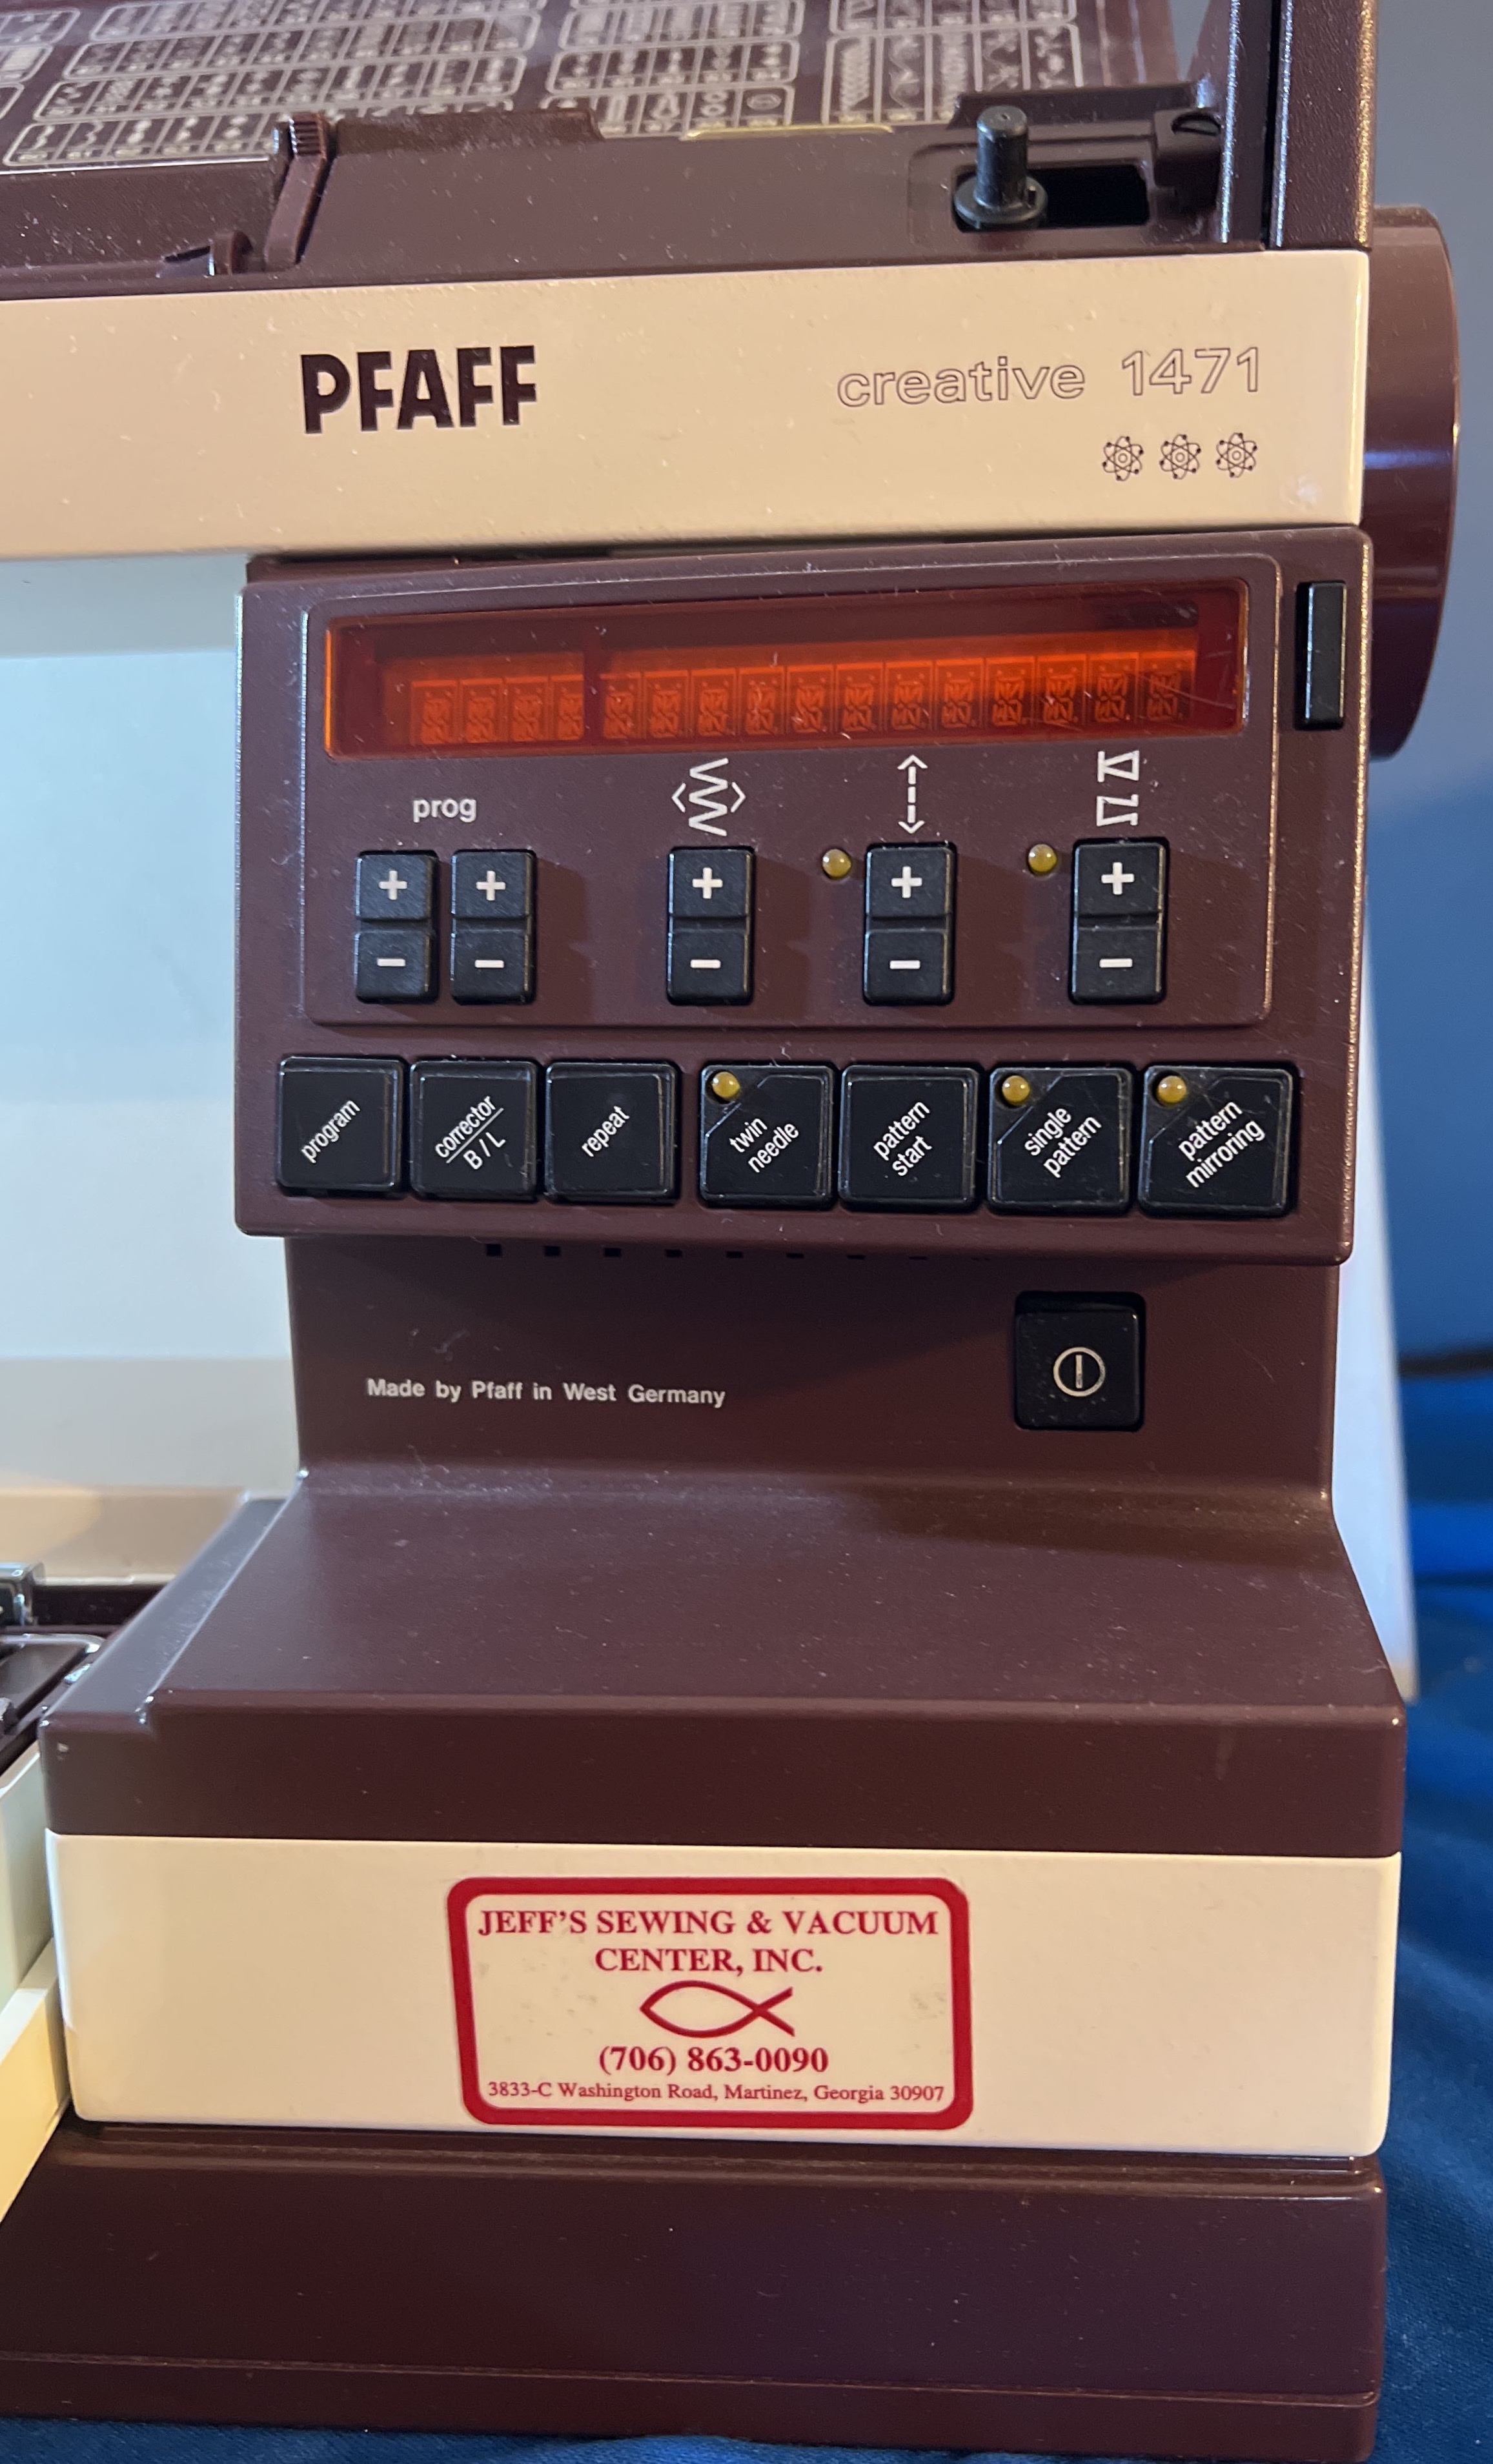 PFAFF
creative 1471
prog
+ + + + +
− − − − −
program
corrector
B/L
repeat
twin
needle
pattern
start
single
pattern
pattern
mirroring
Made by Pfaff in West Germany
JEFF'S SEWING & VACUUM
CENTER, INC.
(706) 863-0090
3833-C Washington Road, Martinez, Georgia 30907